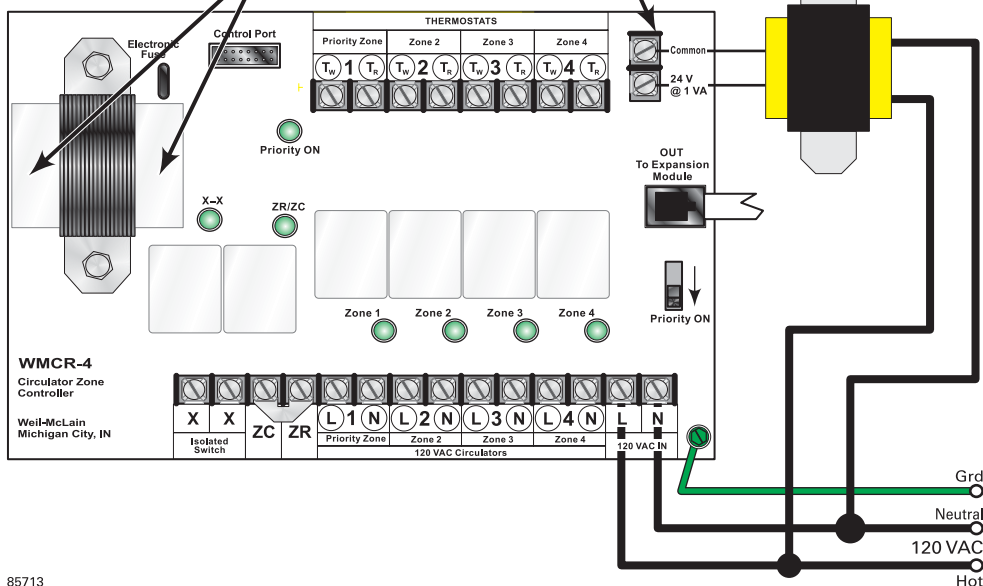 THERMOSTATS
Priority Zone Zone 2 Zone 3 Zone 4
TW 1 TR TW 2 TR TW 3 TR TW 4 TR
Electronic
Fuse
Control Port
Common
24 V
@ 1 VA
Priority ON
OUT
To Expansion
Module
X–X
ZR/ZC
Priority ON
Zone 1 Zone 2 Zone 3 Zone 4
WMCR-4
Circulator Zone
Controller
Weil-McLain
Michigan City, IN
X X ZC ZR L 1 N L 2 N L 3 N L 4 N L N
Isolated
Switch
Priority Zone Zone 2 Zone 3 Zone 4
120 VAC Circulators
120 VAC IN
Grd
Neutral
120 VAC
Hot
85713